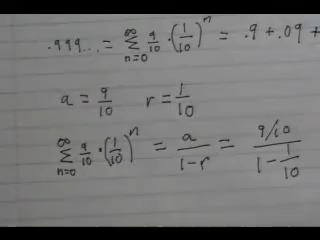 .999... = ∑_{n=0}^{∞} 9/10 · (1/10)^n = .9 + .09 +
a = 9/10 r = 1/10
∑_{n=0}^{∞} 9/10 · (1/10)^n = a/(1-r) = (9/10)/(1 - 1/10)